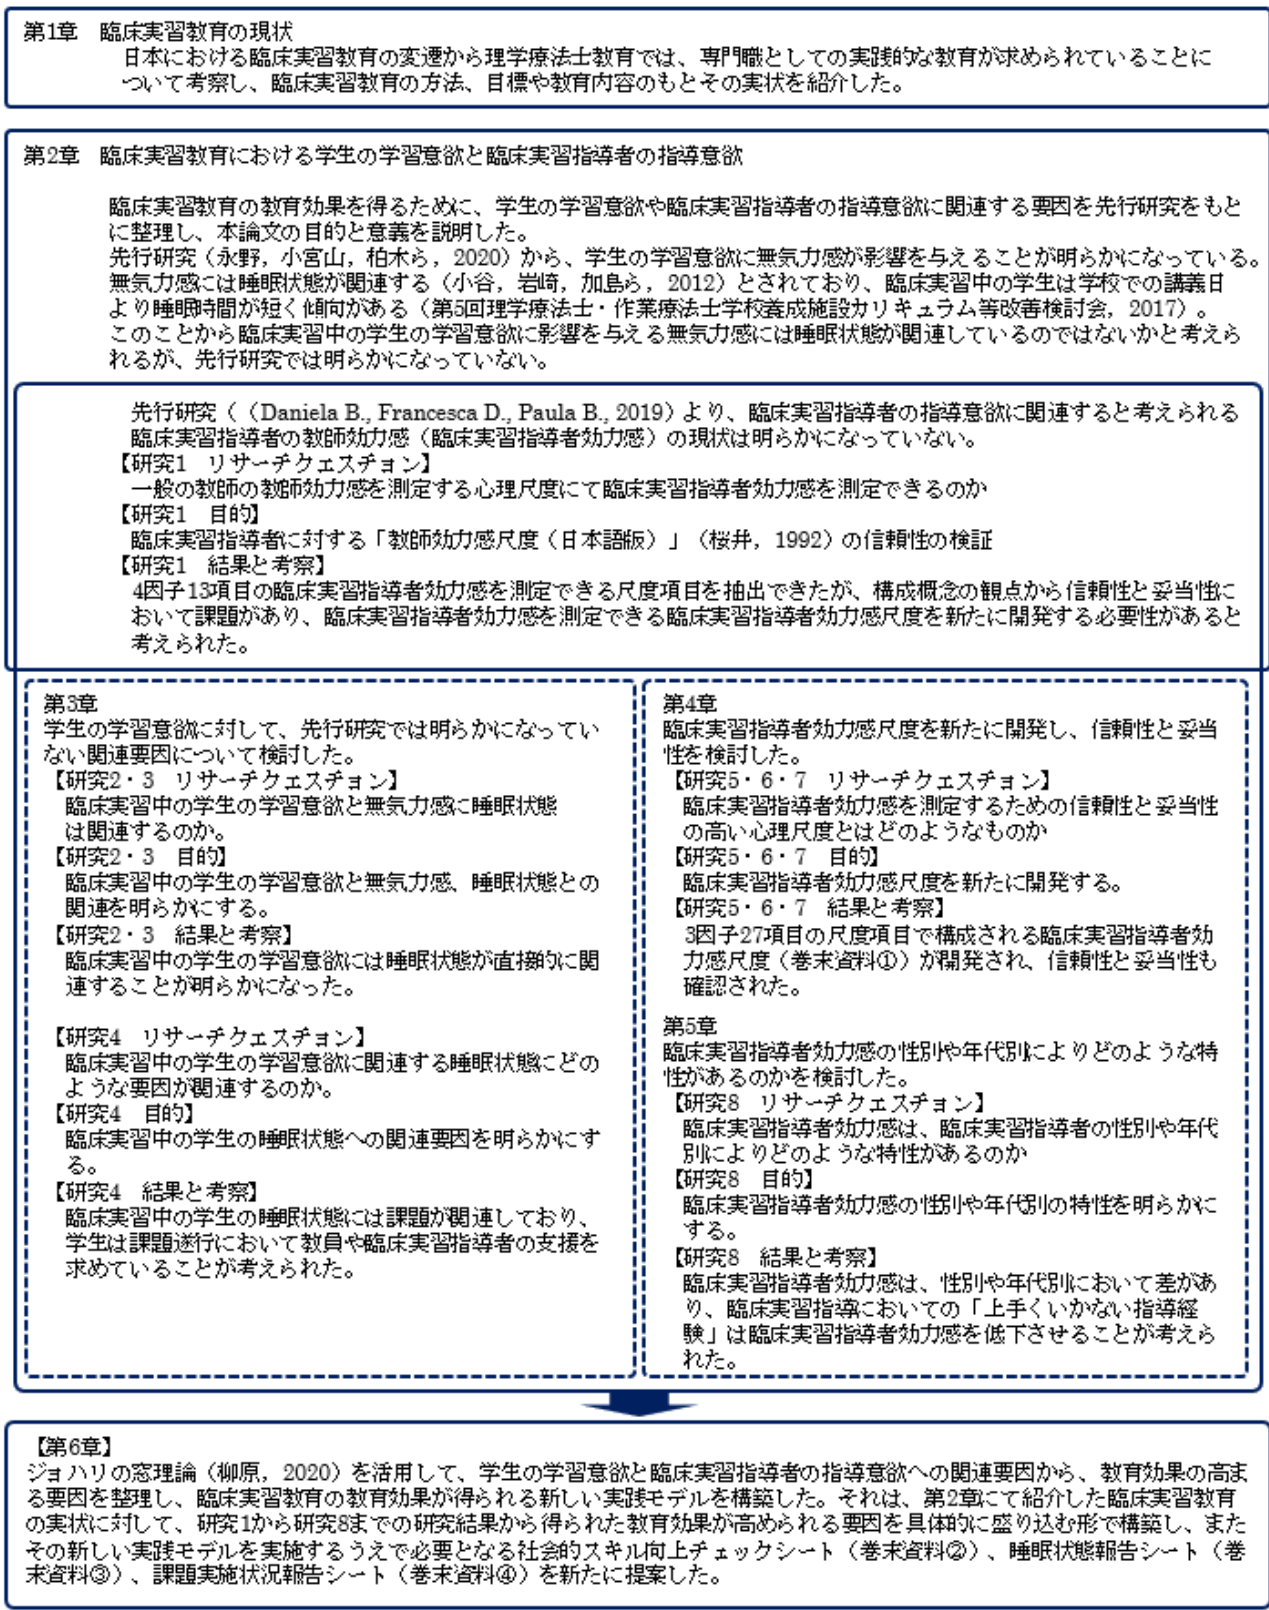 第1章　臨床実習教育の現状
日本における臨床実習教育の変遷から理学療法士教育では、専門職としての実践的な教育が求められていることに
ついて考察し、臨床実習教育の方法、目標や教育内容のもとその実状を紹介した。
第2章　臨床実習教育における学生の学習意欲と臨床実習指導者の指導意欲
臨床実習教育の教育効果を得るために、学生の学習意欲や臨床実習指導者の指導意欲に関連する要因を先行研究をもと
に整理し、本論文の目的と意義を説明した。
先行研究（永野，小宮山，柏木ら，2020）から、学生の学習意欲に無気力感が影響を与えることが明らかになっている。
無気力感には睡眠状態が関連する（小谷，岩崎，加島ら，2012）とされており、臨床実習中の学生は学校での講義日
より睡眠時間が短く傾向がある（第5回理学療法士・作業療法士学校養成施設カリキュラム等改善検討会，2017）。
このことから臨床実習中の学生の学習意欲に影響を与える無気力感には睡眠状態が関連しているのではないかと考えら
れるが、先行研究では明らかになっていない。
先行研究（（Daniela B., Francesca D., Paula B., 2019）より、臨床実習指導者の指導意欲に関連すると考えられる
臨床実習指導者の教師効力感（臨床実習指導者効力感）の現状は明らかになっていない。
【研究1　リサーチクェスチョン】
一般の教師の教師効力感を測定する心理尺度にて臨床実習指導者効力感を測定できるのか
【研究1　目的】
臨床実習指導者に対する「教師効力感尺度（日本語版）」（桜井，1992）の信頼性の検証
【研究1　結果と考察】
4因子13項目の臨床実習指導者効力感を測定できる尺度項目を抽出できたが、構成概念の観点から信頼性と妥当性に
おいて課題があり、臨床実習指導者効力感を測定できる臨床実習指導者効力感尺度を新たに開発する必要性があると
考えられた。
第3章
学生の学習意欲に対して、先行研究では明らかになってい
ない関連要因について検討した。
【研究2・3　リサーチクェスチョン】
臨床実習中の学生の学習意欲と無気力感に睡眠状態
は関連するのか。
【研究2・3　目的】
臨床実習中の学生の学習意欲と無気力感、睡眠状態との
関連を明らかにする。
【研究2・3　結果と考察】
臨床実習中の学生の学習意欲には睡眠状態が直接的に関
連することが明らかになった。
【研究4　リサーチクェスチョン】
臨床実習中の学生の学習意欲に関連する睡眠状態にどの
ような要因が関連するのか。
【研究4　目的】
臨床実習中の学生の睡眠状態への関連要因を明らかにす
る。
【研究4　結果と考察】
臨床実習中の学生の睡眠状態には課題が関連しており、
学生は課題遂行において教員や臨床実習指導者の支援を
求めていることが考えられた。
第4章
臨床実習指導者効力感尺度を新たに開発し、信頼性と妥当
性を検討した。
【研究5・6・7　リサーチクェスチョン】
臨床実習指導者効力感を測定するための信頼性と妥当性
の高い心理尺度とはどのようなものか
【研究5・6・7　目的】
臨床実習指導者効力感尺度を新たに開発する。
【研究5・6・7　結果と考察】
3因子27項目の尺度項目で構成される臨床実習指導者効
力感尺度（巻末資料①）が開発され、信頼性と妥当性も
確認された。
第5章
臨床実習指導者効力感の性別や年代別によりどのような特
性があるのかを検討した。
【研究8　リサーチクェスチョン】
臨床実習指導者効力感は、臨床実習指導者の性別や年代
別によりどのような特性があるのか
【研究8　目的】
臨床実習指導者効力感の性別や年代別の特性を明らかに
する。
【研究8　結果と考察】
臨床実習指導者効力感は、性別や年代別において差があ
り、臨床実習指導においての「上手くいかない指導経
験」は臨床実習指導者効力感を低下させることが考えら
れた。
【第6章】
ジョハリの窓理論（柳原，2020）を活用して、学生の学習意欲と臨床実習指導者の指導意欲への関連要因から、教育効果の高ま
る要因を整理し、臨床実習教育の教育効果が得られる新しい実践モデルを構築した。それは、第2章にて紹介した臨床実習教育
の実状に対して、研究1から研究8までの研究結果から得られた教育効果が高められる要因を具体的に盛り込む形で構築し、また
その新しい実践モデルを実施するうえで必要となる社会的スキル向上チェックシート（巻末資料②）、睡眠状態報告シート（巻
末資料③）、課題実施状況報告シート（巻末資料④）を新たに提案した。